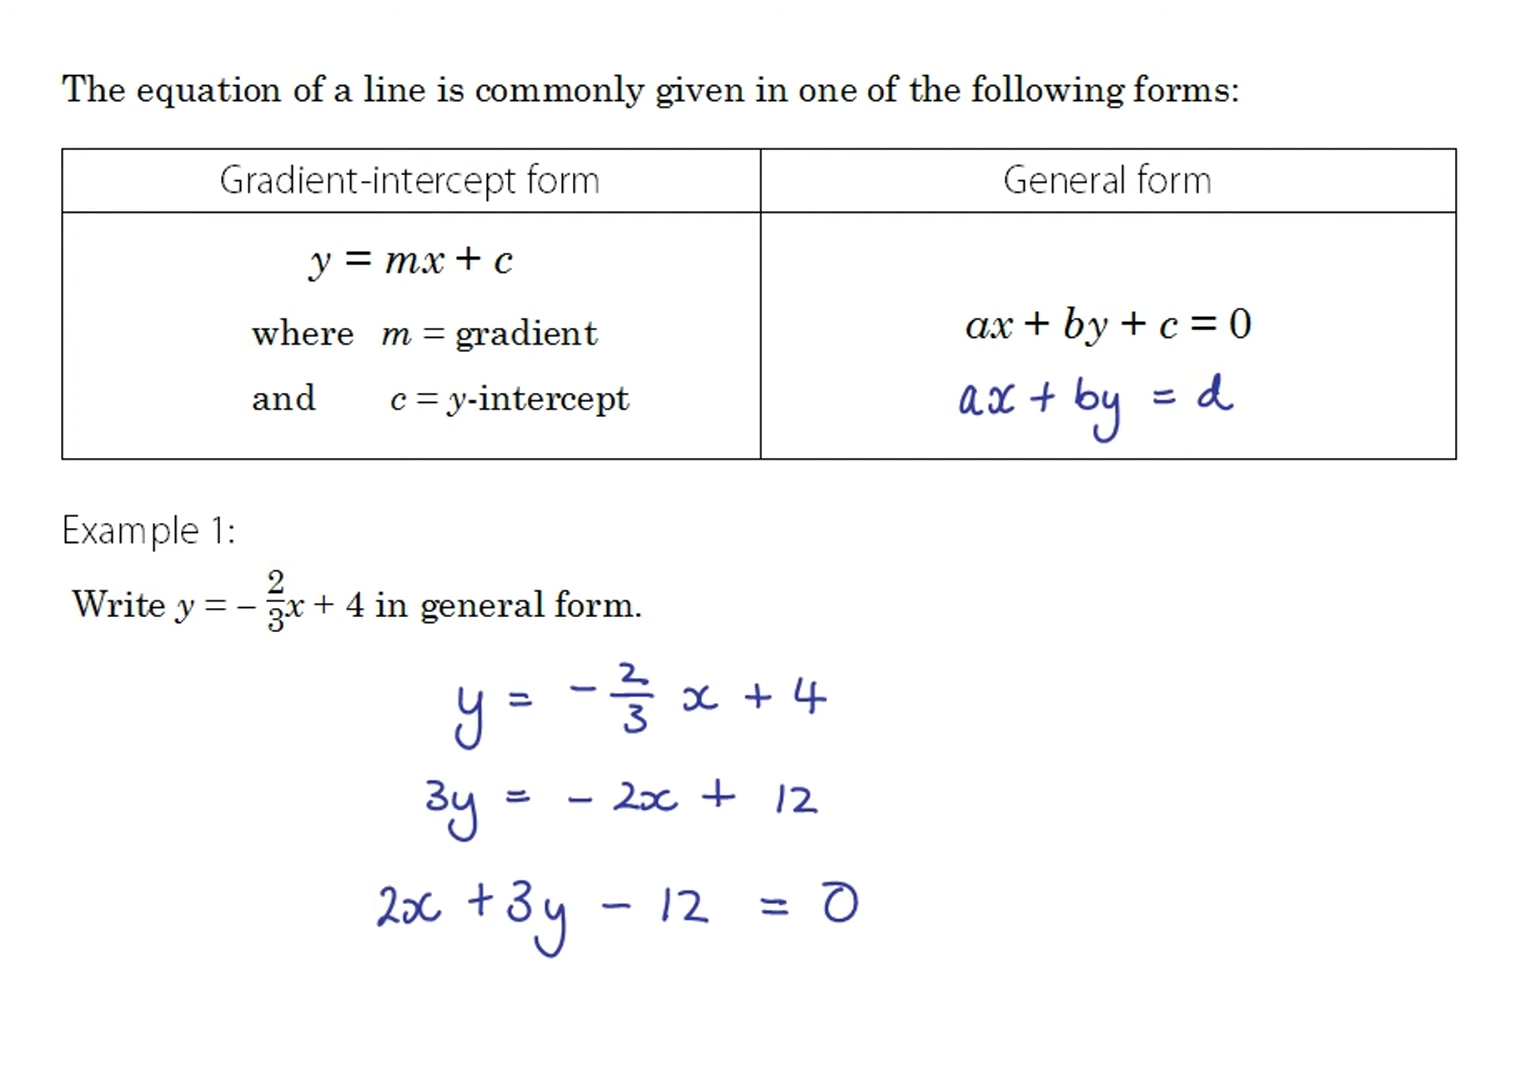 The equation of a line is commonly given in one of the following forms:
Gradient-intercept form
General form
y = mx + c
where m = gradient
and c = y-intercept
ax + by + c = 0
ax + by = d
Example 1:
Write y = - 2/3 x + 4 in general form.
y = - 2/3 x + 4
3y = - 2x + 12
2x + 3y - 12 = 0